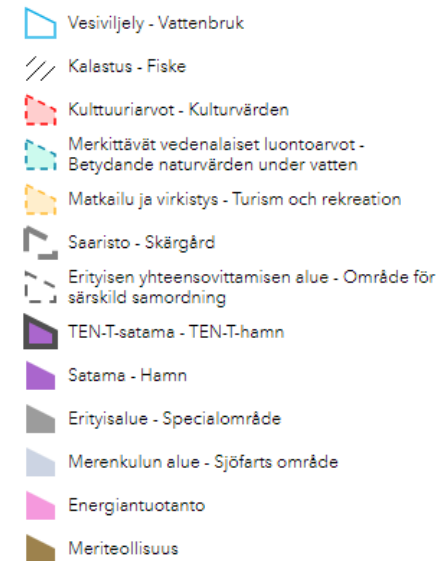 Vesiviljely - Vattenbruk
Kalastus - Fiske
Kulttuuriarvot - Kulturvärden
Merkittävät vedenalaiset luontoarvot -
Betydande naturvärden under vatten
Matkailu ja virkistys - Turism och rekreation
Saaristo - Skärgård
Erityisen yhteensovittamisen alue - Område för
särskild samordning
TEN-T-satama - TEN-T-hamn
Satama - Hamn
Erityisalue - Specialområde
Merenkulun alue - Sjöfarts område
Energiantuotanto
Meriteollisuus